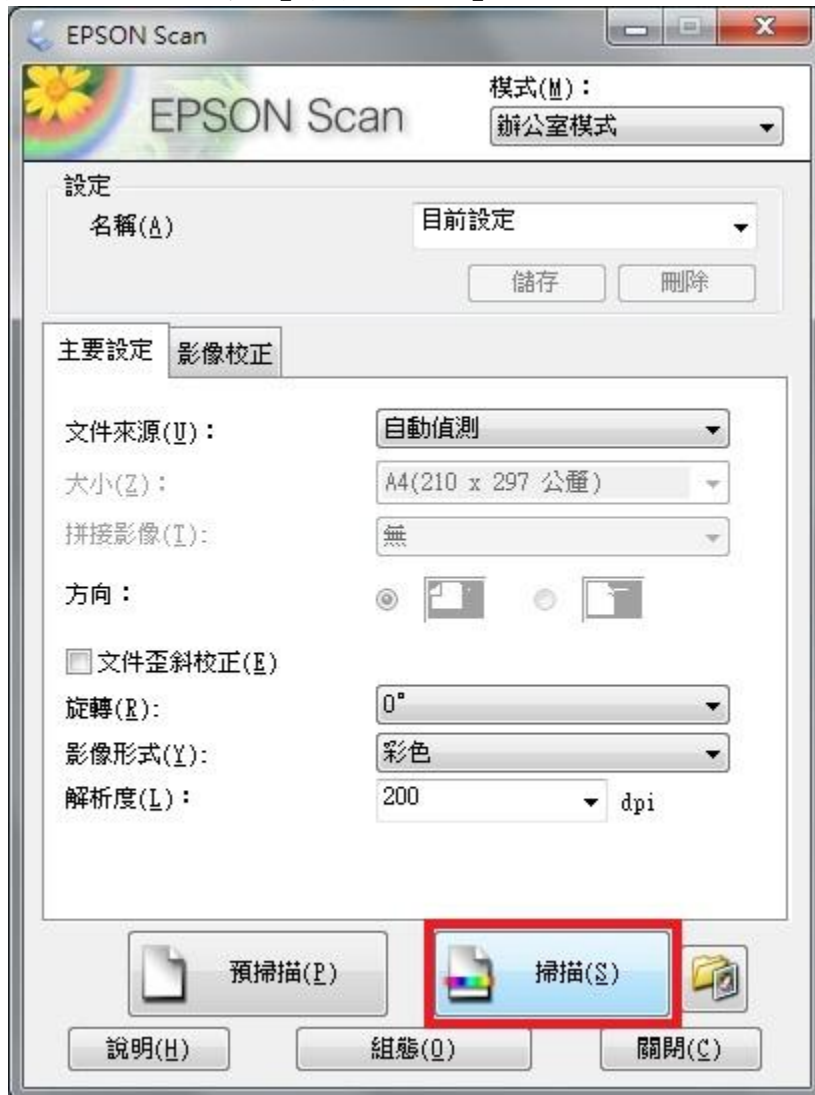 EPSON Scan
EPSON Scan
模式(M)：
辦公室模式
設定
名稱(A)
目前設定
儲存
刪除
主要設定
影像校正
文件來源(U)：
自動偵測
大小(Z)：
A4(210 x 297 公釐)
拼接影像(T):
無
方向：
文件歪斜校正(E)
旋轉(R):
0°
影像形式(Y):
彩色
解析度(L)：
200
dpi
預掃描(P)
掃描(S)
說明(H)
組態(O)
關閉(C)